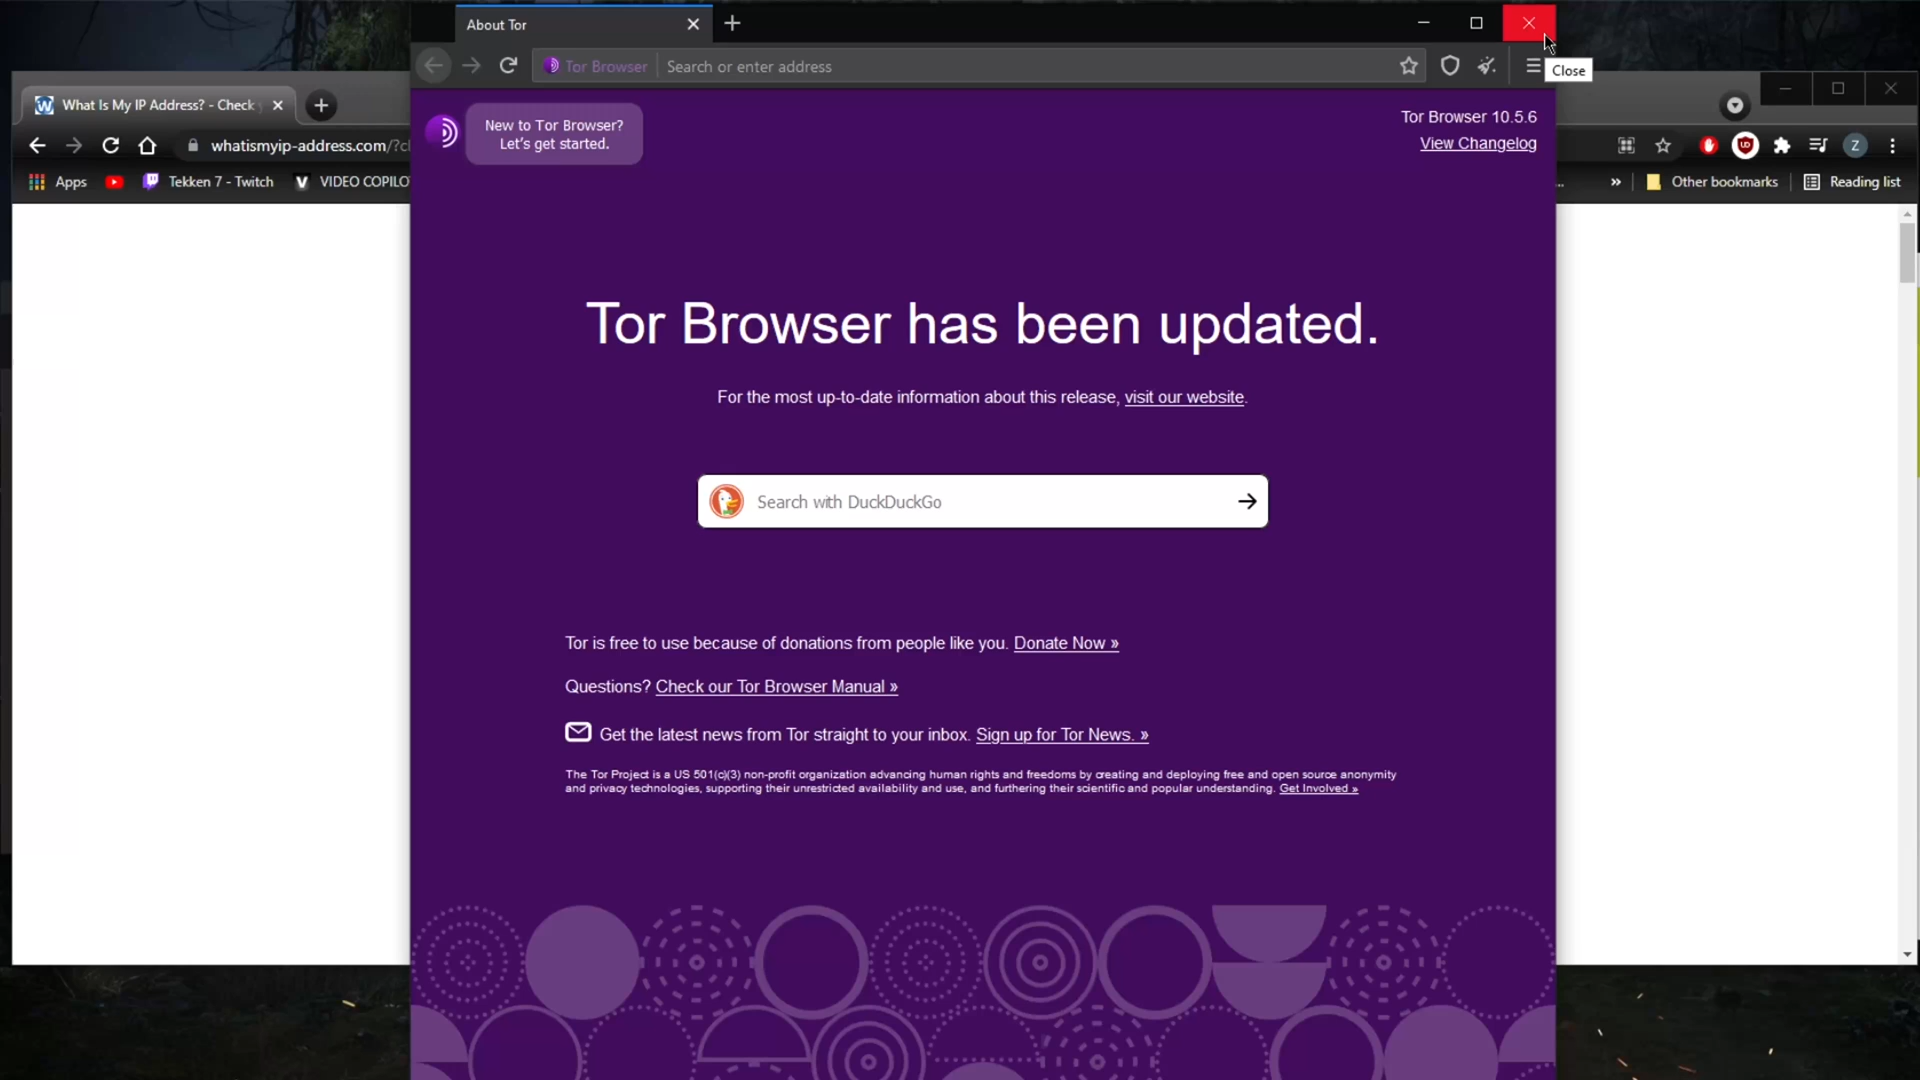 About Tor
Tor Browser
Search or enter address
Close
What Is My IP Address? - Check
whatismyip-address.com/?c
Apps
Tekken 7 - Twitch
VIDEO COPILO
Other bookmarks
Reading list
Z
New to Tor Browser?
Let's get started.
Tor Browser 10.5.6
View Changelog
Tor Browser has been updated.
For the most up-to-date information about this release, visit our website.
Search with DuckDuckGo
Tor is free to use because of donations from people like you. Donate Now »
Questions? Check our Tor Browser Manual »
Get the latest news from Tor straight to your inbox. Sign up for Tor News. »
The Tor Project is a US 501(c)(3) non-profit organization advancing human rights and freedoms by creating and deploying free and open source anonymity
and privacy technologies, supporting their unrestricted availability and use, and furthering their scientific and popular understanding. Get Involved »